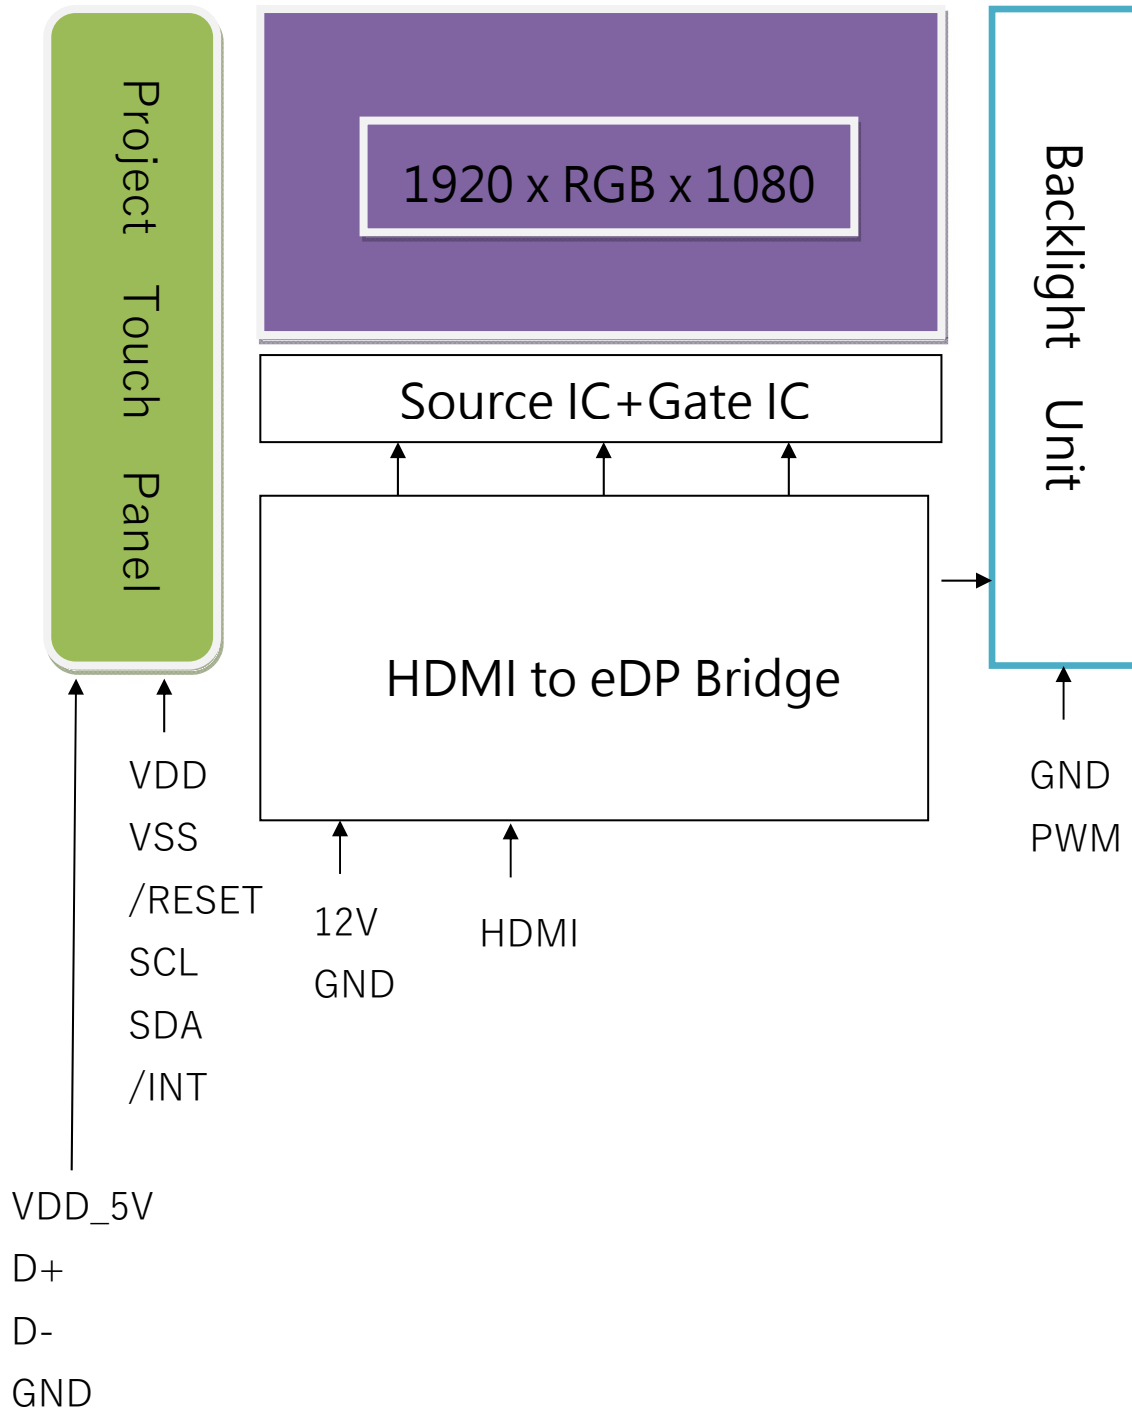 Project Touch Panel
1920 x RGB x 1080
Source IC+Gate IC
HDMI to eDP Bridge
Backlight Unit
VDD
VSS
/RESET
SCL
SDA
/INT
12V
GND
HDMI
GND
PWM
VDD_5V
D+
D-
GND